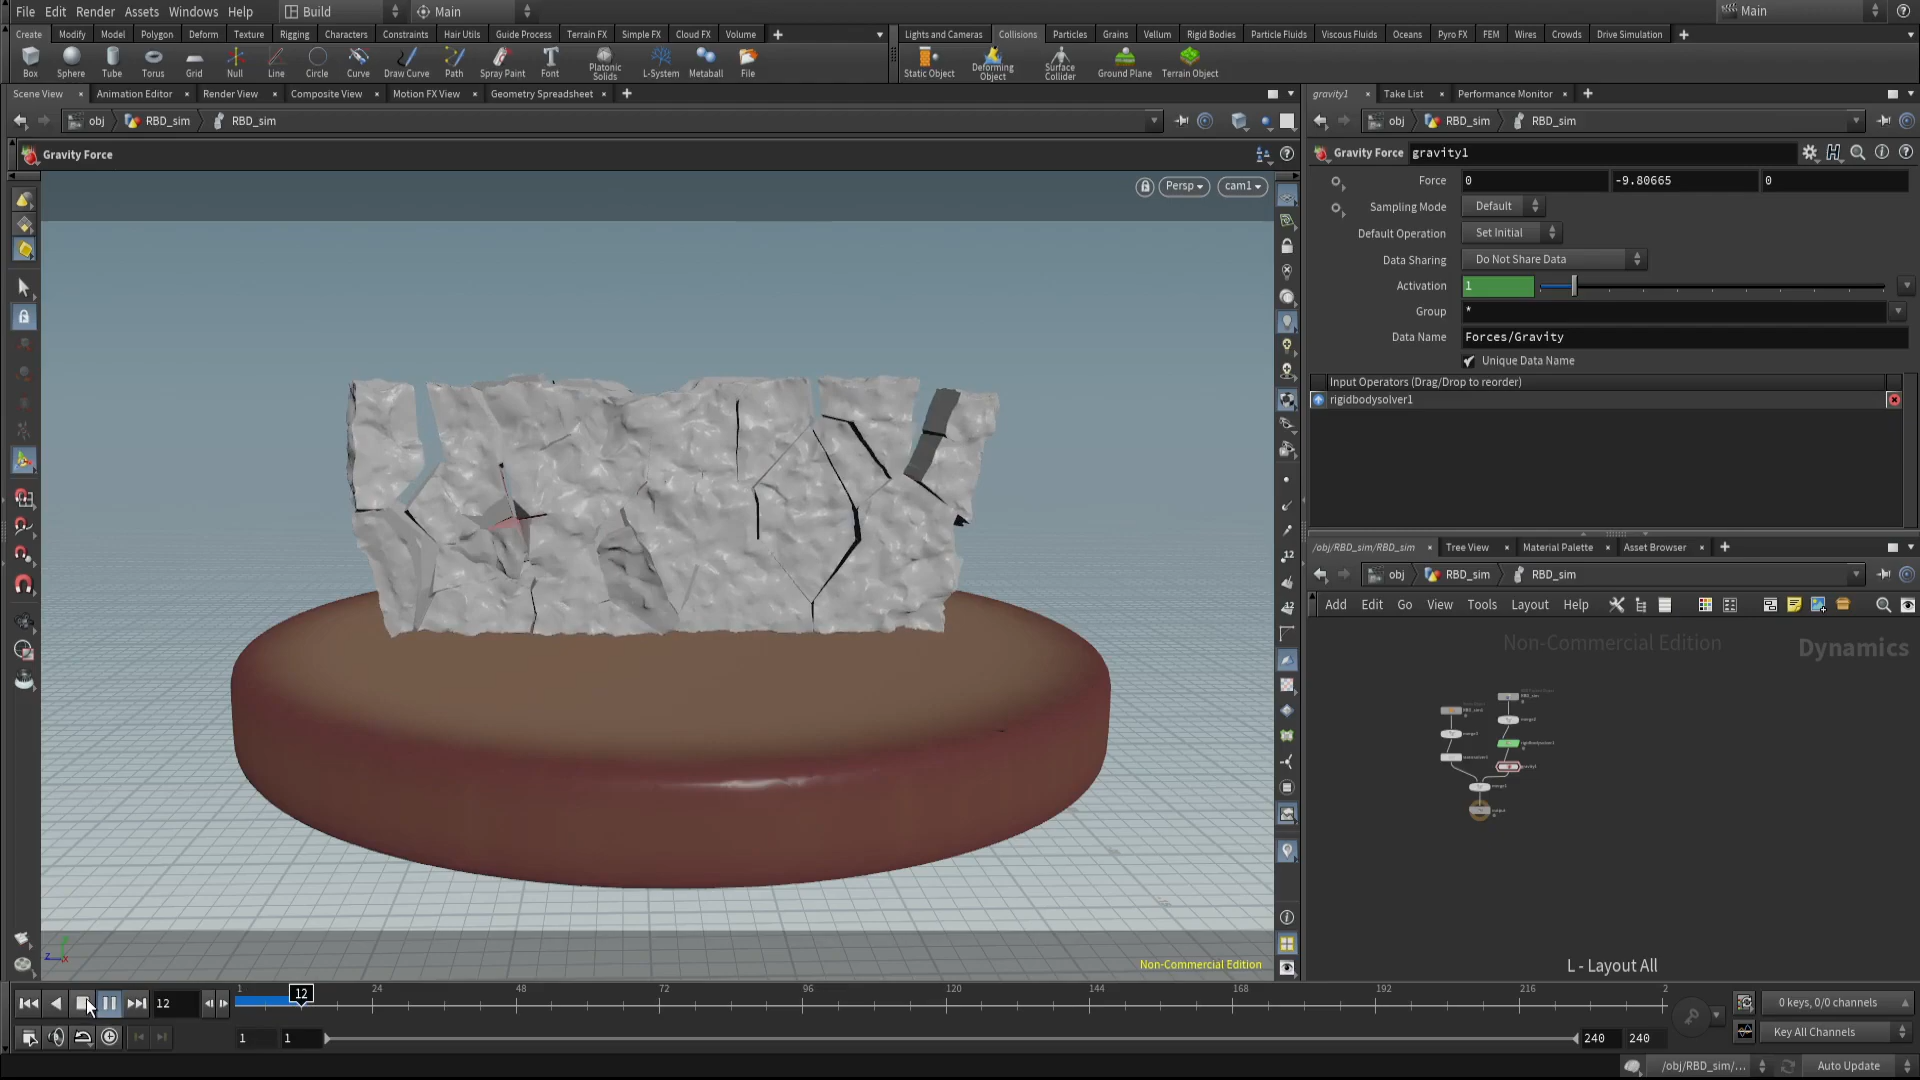 File Edit Render Assets Windows Help Build Main Main
Create Modify Model Polygon Deform Texture Rigging Characters Constraints Hair Utils Guide Process Terrain FX Simple FX Cloud FX Volume
Lights and Cameras Collisions Particles Grains Vellum Rigid Bodies Particle Fluids Viscous Fluids Oceans Pyro FX FEM Wires Crowds Drive Simulation
Box Sphere Tube Torus Grid Null Line Circle Curve Draw Curve Path Spray Paint Font Platonic Solids L-System Metaball File
Static Object Deforming Object Surface Collider Ground Plane Terrain Object
Scene View Animation Editor Render View Composite View Motion FX View Geometry Spreadsheet
gravity1 Take List Performance Monitor
obj RBD_sim RBD_sim
obj RBD_sim RBD_sim
Gravity Force
Gravity Force gravity1
Persp cam1
Force 0 -9.80665 0
Sampling Mode Default
Default Operation Set Initial
Data Sharing Do Not Share Data
Activation 1
Group *
Data Name Forces/Gravity
Unique Data Name
Input Operators (Drag/Drop to reorder)
rigidbodysolver1
/obj/RBD_sim/RBD_sim Tree View Material Palette Asset Browser
obj RBD_sim RBD_sim
Add Edit Go View Tools Layout Help
Non-Commercial Edition Dynamics
L - Layout All
Non-Commercial Edition
12 1 12 24 48 72 96 120 144 168 192 216 2
0 keys, 0/0 channels
1 1 240 240
Key All Channels
/obj/RBD_sim/... Auto Update